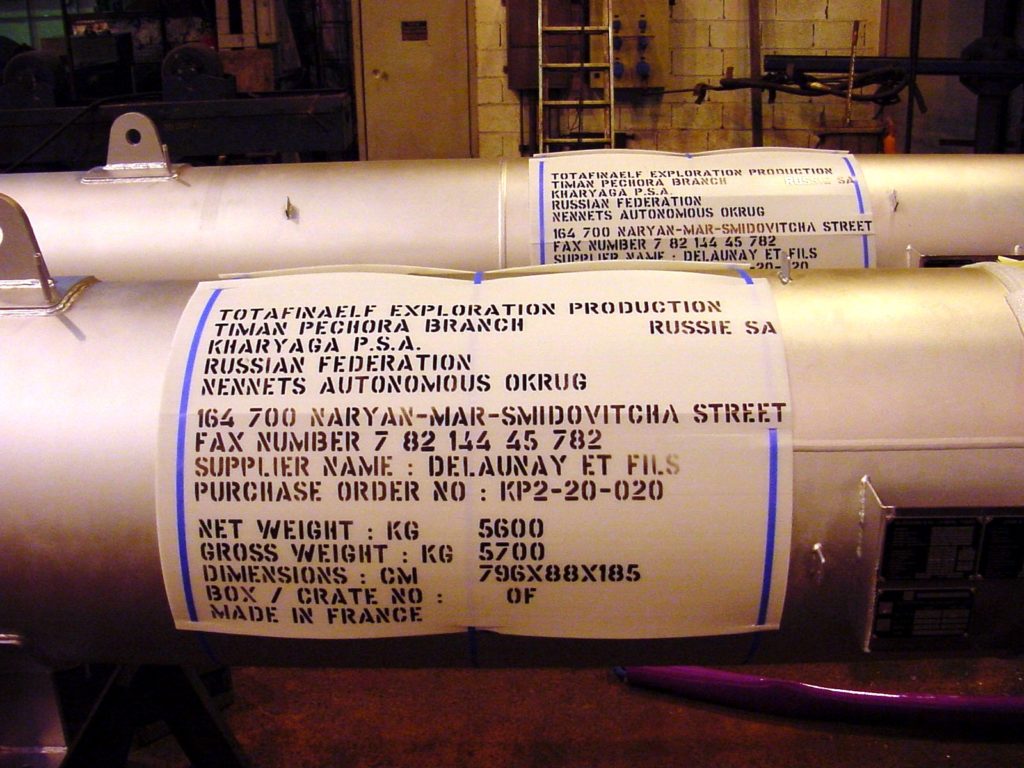 TOTAFINAELF EXPLORATION PRODUCTION
TIMAN PECHORA BRANCH RUSSIE SA
KHARYAGA P.S.A.
RUSSIAN FEDERATION
NENNETS AUTONOMOUS OKRUG
164 700 NARYAN-MAR-SMIDOVITCHA STREET
FAX NUMBER 7 82 144 45 782
SUPPLIER NAME : DELAUNAY ET FILS
-20-020
TOTAFINAELF EXPLORATION PRODUCTION
TIMAN PECHORA BRANCH RUSSIE SA
KHARYAGA P.S.A.
RUSSIAN FEDERATION
NENNETS AUTONOMOUS OKRUG
164 700 NARYAN-MAR-SMIDOVITCHA STREET
FAX NUMBER 7 82 144 45 782
SUPPLIER NAME : DELAUNAY ET FILS
PURCHASE ORDER NO : KP2-20-020
NET WEIGHT : KG 5600
GROSS WEIGHT : KG 5700
DIMENSIONS : CM 796X88X185
BOX / CRATE NO : OF
MADE IN FRANCE